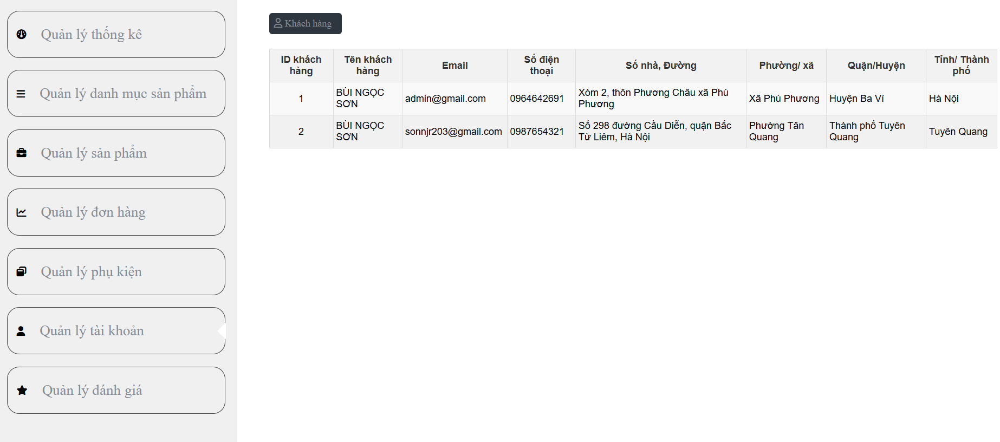 Quản lý thống kê
Quản lý danh mục sản phẩm
Quản lý sản phẩm
Quản lý đơn hàng
Quản lý phụ kiện
Quản lý tài khoản
Quản lý đánh giá
Khách hàng
ID khách hàng
Tên khách hàng
Email
Số điện thoại
Số nhà, Đường
Phường/ xã
Quận/Huyện
Tỉnh/ Thành phố
1
BÙI NGỌC SƠN
admin@gmail.com
0964642691
Xóm 2, thôn Phương Châu xã Phú Phương
Xã Phú Phương
Huyện Ba Vì
Hà Nội
2
BÙI NGỌC SƠN
sonnjr203@gmail.com
0987654321
Số 298 đường Cầu Diễn, quận Bắc Từ Liêm, Hà Nội
Phường Tân Quang
Thành phố Tuyên Quang
Tuyên Quang